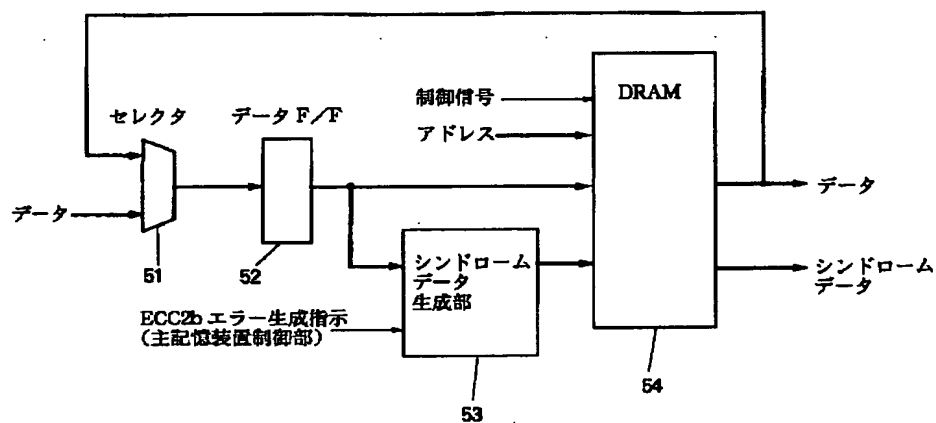 制御信号
DRAM
セレクタ
データ F/F
アドレス
データ
データ
51
52
シンドローム
データ
生成部
シンドローム
データ
ECC2b エラー生成指示
(主記憶装置制御部)
53
54